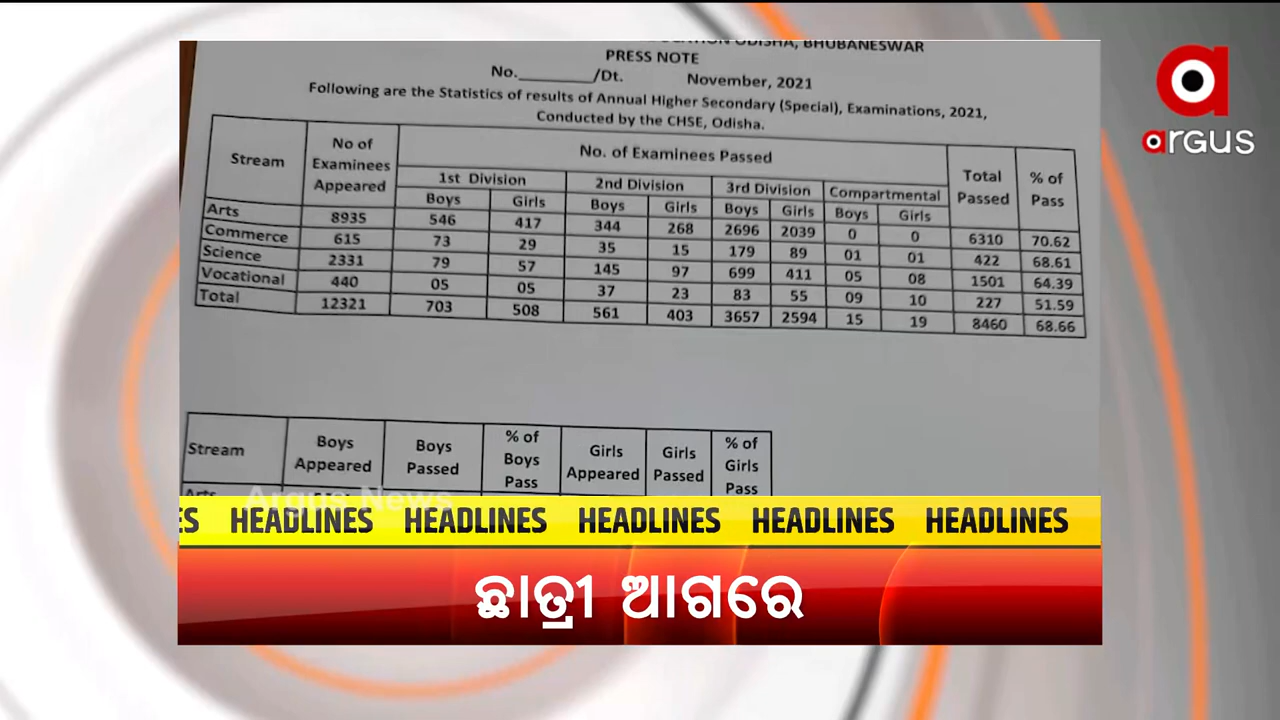 EDUCATION ODISHA, BHUBANESWAR
PRESS NOTE
No.________/Dt. November, 2021
Following are the Statistics of results of Annual Higher Secondary (Special), Examinations, 2021,
Conducted by the CHSE, Odisha.
Stream No of Examinees Appeared No. of Examinees Passed Total Passed % of Pass
1st Division 2nd Division 3rd Division Compartmental
Boys Girls Boys Girls Boys Girls Boys Girls
Arts 8935 546 417 344 268 2696 2039 0 0 6310 70.62
Commerce 615 73 29 35 15 179 89 01 01 422 68.61
Science 2331 79 57 145 97 699 411 05 08 1501 64.39
Vocational 440 05 05 37 23 83 55 09 10 227 51.59
Total 12321 703 508 561 403 3657 2594 15 19 8460 68.66
Stream Boys Appeared Boys Passed % of Boys Pass Girls Appeared Girls Passed % of Girls Pass
Arts
Argus News
ES HEADLINES HEADLINES HEADLINES HEADLINES HEADLINES
ଛାତ୍ରୀ ଆଗରେ
a
argus